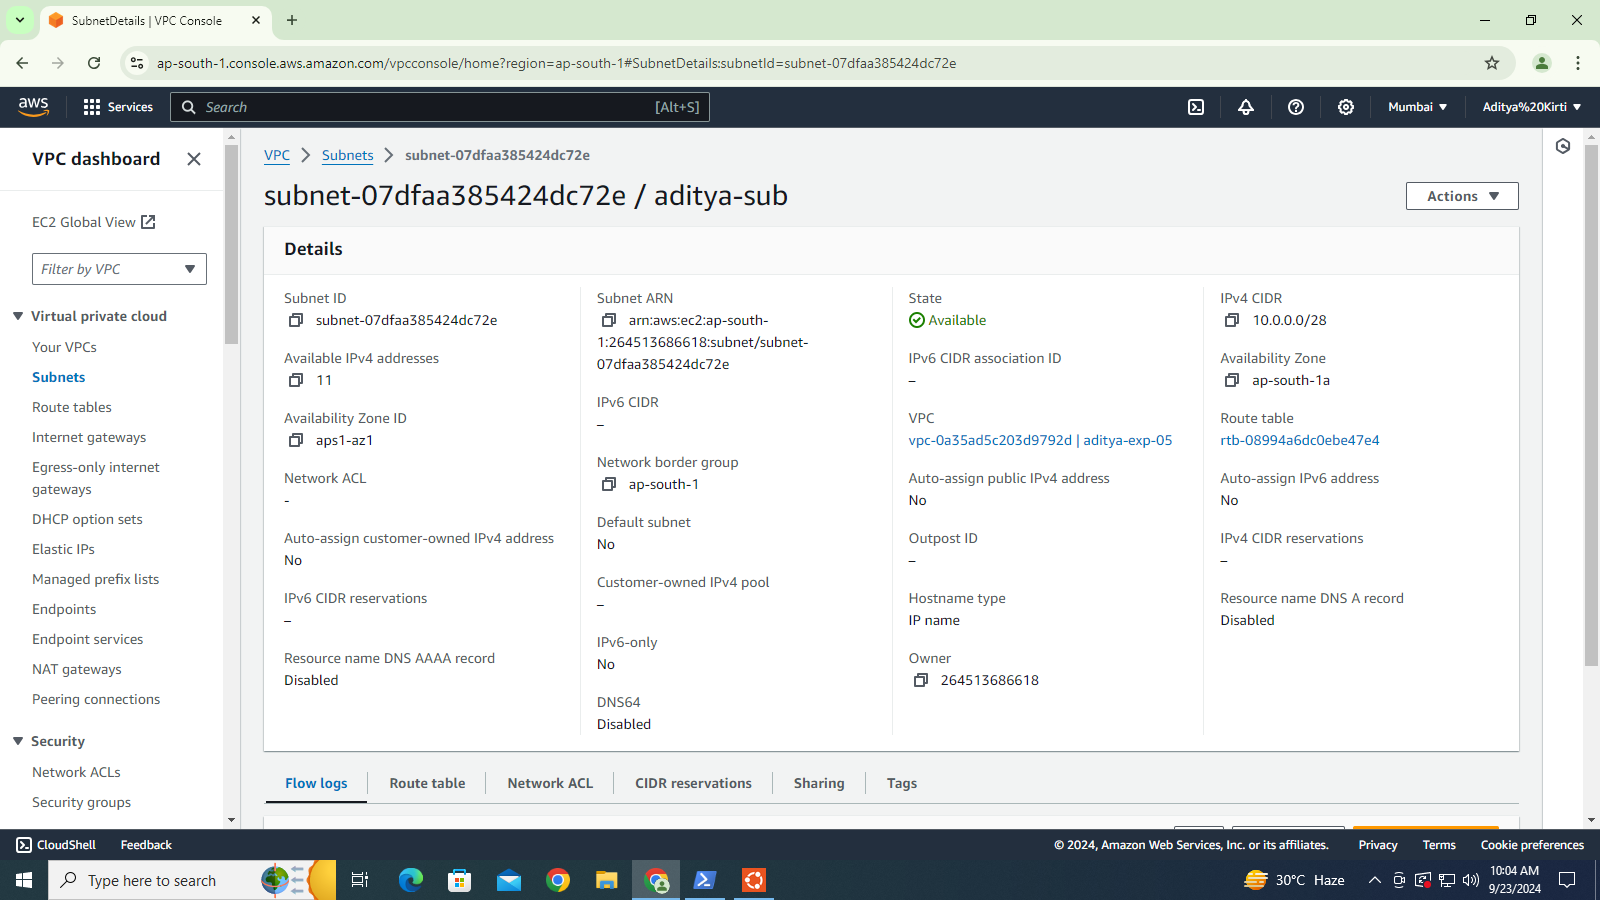 SubnetDetails | VPC Console
ap-south-1.console.aws.amazon.com/vpcconsole/home?region=ap-south-1#SubnetDetails:subnetId=subnet-07dfaa385424dc72e
aws
Services
Search
[Alt+S]
Mumbai
Aditya%20Kirti
VPC dashboard
EC2 Global View
Filter by VPC
Virtual private cloud
Your VPCs
Subnets
Route tables
Internet gateways
Egress-only internet
gateways
DHCP option sets
Elastic IPs
Managed prefix lists
Endpoints
Endpoint services
NAT gateways
Peering connections
Security
Network ACLs
Security groups
VPC
Subnets
subnet-07dfaa385424dc72e
subnet-07dfaa385424dc72e / aditya-sub
Actions
Details
Subnet ID
subnet-07dfaa385424dc72e
Available IPv4 addresses
11
Availability Zone ID
aps1-az1
Network ACL
-
Auto-assign customer-owned IPv4 address
No
IPv6 CIDR reservations
–
Resource name DNS AAAA record
Disabled
Subnet ARN
arn:aws:ec2:ap-south-
1:264513686618:subnet/subnet-
07dfaa385424dc72e
IPv6 CIDR
–
Network border group
ap-south-1
Default subnet
No
Customer-owned IPv4 pool
–
IPv6-only
No
DNS64
Disabled
State
Available
IPv6 CIDR association ID
–
VPC
vpc-0a35ad5c203d9792d | aditya-exp-05
Auto-assign public IPv4 address
No
Outpost ID
–
Hostname type
IP name
Owner
264513686618
IPv4 CIDR
10.0.0.0/28
Availability Zone
ap-south-1a
Route table
rtb-08994a6dc0ebe47e4
Auto-assign IPv6 address
No
IPv4 CIDR reservations
–
Resource name DNS A record
Disabled
Flow logs
Route table
Network ACL
CIDR reservations
Sharing
Tags
CloudShell
Feedback
© 2024, Amazon Web Services, Inc. or its affiliates.
Privacy
Terms
Cookie preferences
Type here to search
30°C Haze
10:04 AM
9/23/2024